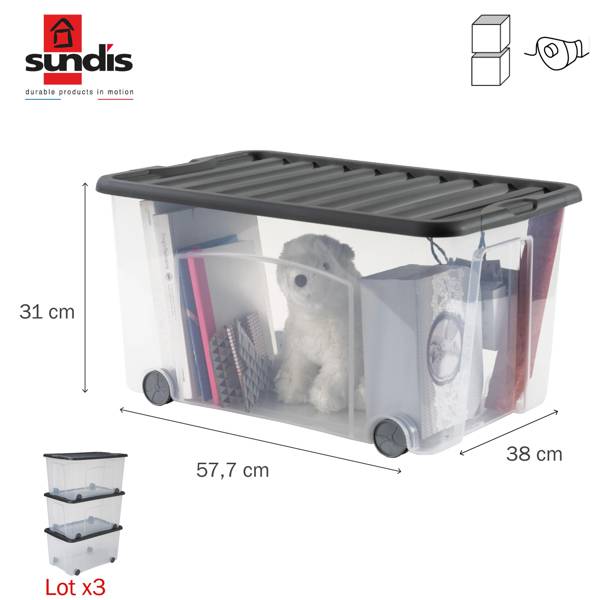 sundis
durable products in motion
31 cm
57,7 cm
38 cm
Lot x3